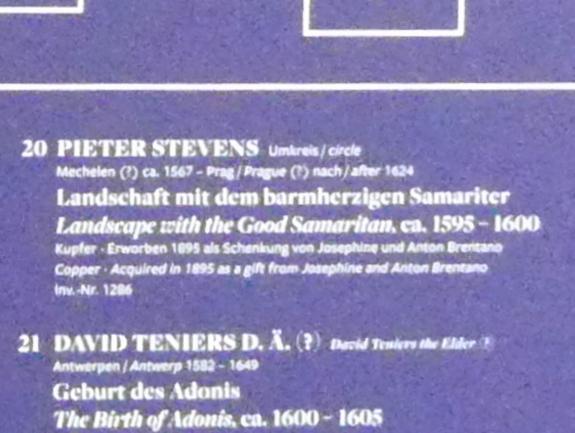 20 PIETER STEVENS Umkreis / circle
Mechelen (?) ca. 1567 – Prag / Prague (?) nach / after 1624
Landschaft mit dem barmherzigen Samariter
Landscape with the Good Samaritan, ca. 1595 – 1600
Kupfer · Erworben 1895 als Schenkung von Josephine und Anton Brentano
Copper · Acquired in 1895 as a gift from Josephine and Anton Brentano
Inv.-Nr. 1286
21 DAVID TENIERS D. Ä. (?) David Teniers the Elder (?)
Antwerpen / Antwerp 1582 – 1649
Geburt des Adonis
The Birth of Adonis, ca. 1600 – 1605